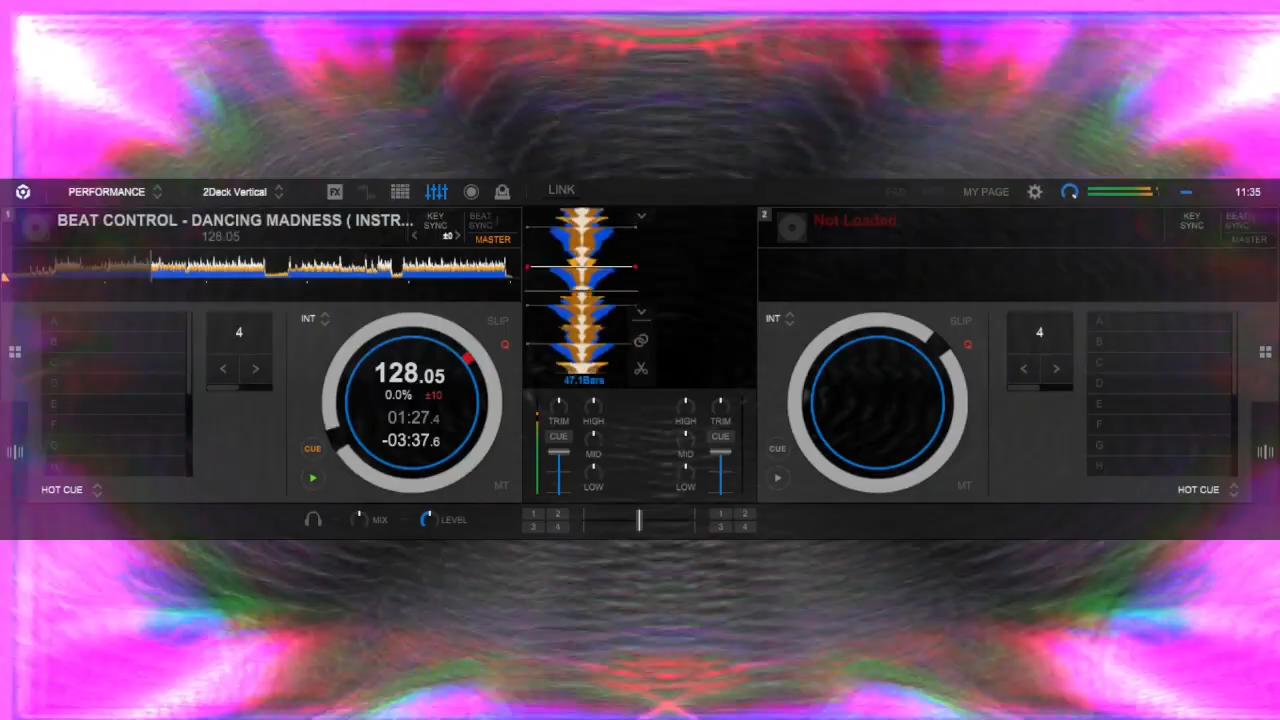 PERFORMANCE 2Deck Vertical FX LINK MY PAGE 11:35
1 BEAT CONTROL - DANCING MADNESS ( INSTR... KEY SYNC BEAT SYNC
128.05 ±0 MASTER
2 Not Loaded KEY SYNC BEAT SYNC
MASTER
A
B
C
D
E
F
G
H
HOT CUE
4
INT
SLIP
Q
128.05
0.0% ±10
01:27.4
-03:37.6
CUE
MT
47.1Bars
TRIM HIGH HIGH TRIM
CUE MID MID CUE
LOW LOW
INT
SLIP
Q
CUE
MT
4
A
B
C
D
E
F
G
H
HOT CUE
MIX LEVEL
1 2 1 2
3 4 3 4